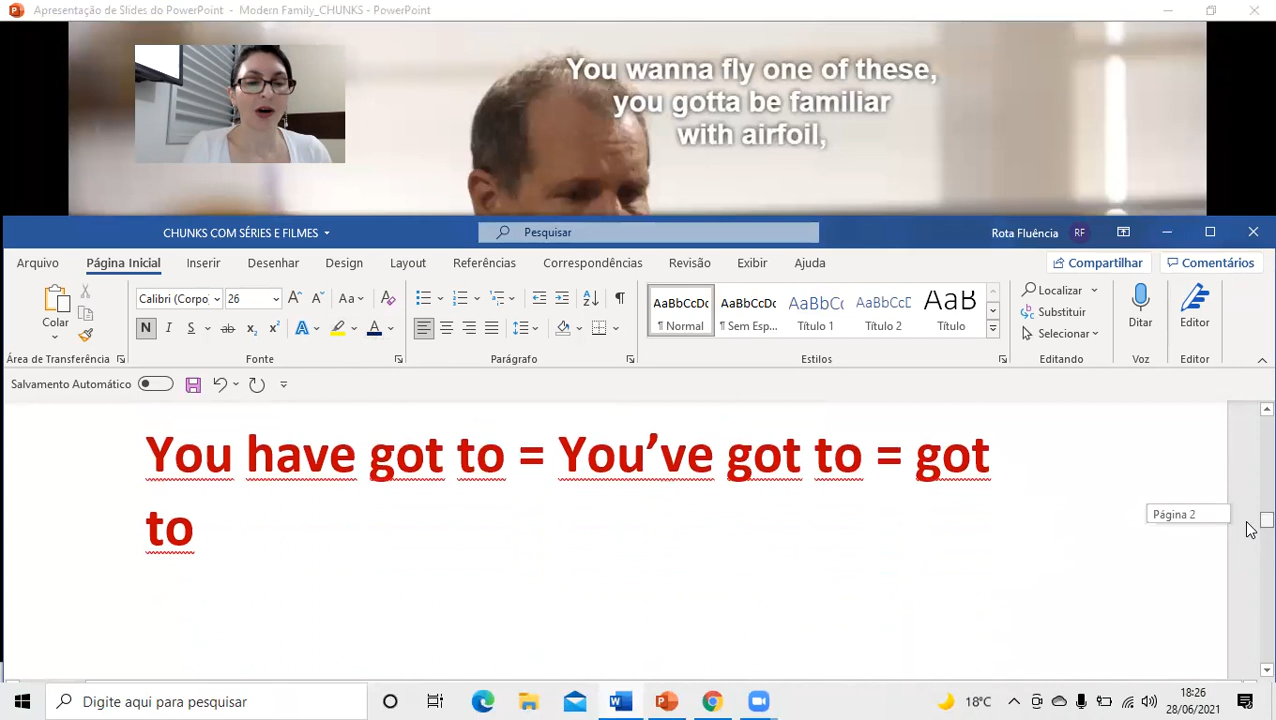 Apresentação de Slides do PowerPoint - Modern Family_CHUNKS - PowerPoint
You wanna fly one of these,
you gotta be familiar
with airfoil,
CHUNKS COM SÉRIES E FILMES
Pesquisar
Rota Fluência
RF
Arquivo Página Inicial Inserir Desenhar Design Layout Referências Correspondências Revisão Exibir Ajuda Compartilhar Comentários
Calibri (Corpo) 26
Aa
AaBbCcDc AaBbCcDc AaBbCc AaBbCcD AaB
Localizar
Substituir
Selecionar
Colar
N I S ab x₂ x² A A
¶ Normal ¶ Sem Esp... Título 1 Título 2 Título
Ditar
Editor
Área de Transferência Fonte Parágrafo Estilos Editando Voz Editor
Salvamento Automático
You have got to = You’ve got to = got
to
Página 2
Digite aqui para pesquisar
18°C
18:26
28/06/2021